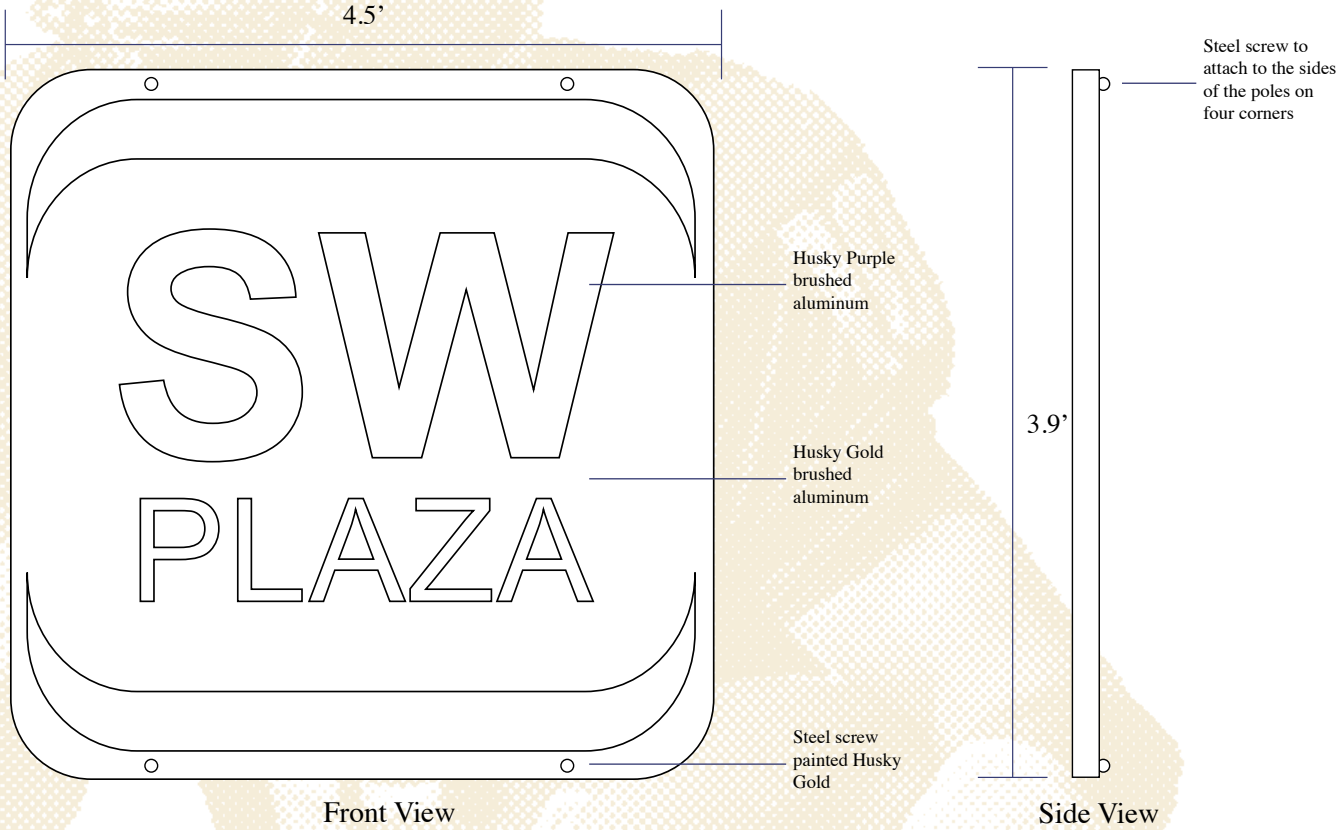 4.5’
Steel screw to
attach to the sides
of the poles on
four corners
SW
PLAZA
Husky Purple
brushed
aluminum
Husky Gold
brushed
aluminum
3.9’
Steel screw
painted Husky
Gold
Front View
Side View